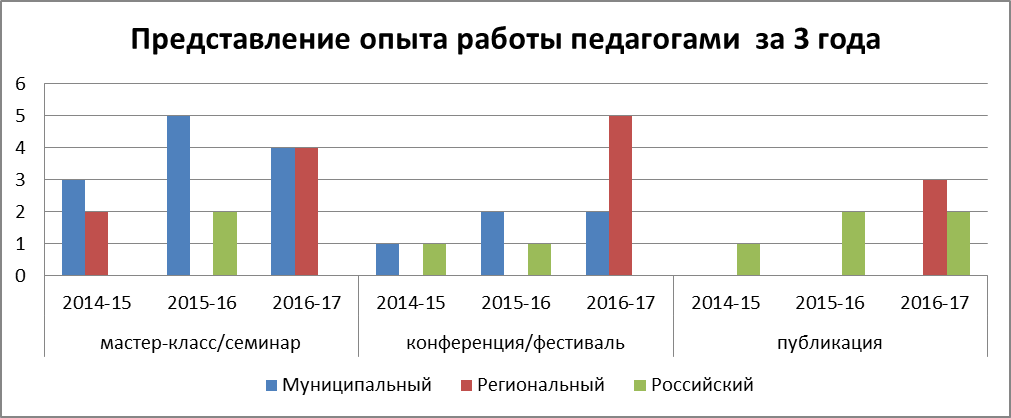 Представление опыта работы педагогами за 3 года
6
5
4
3
2
1
0
2014-15 2015-16 2016-17 2014-15 2015-16 2016-17 2014-15 2015-16 2016-17
мастер-класс/семинар конференция/фестиваль публикация
Муниципальный Региональный Российский